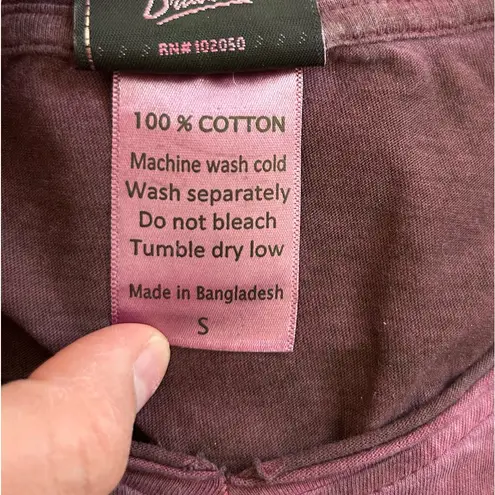 RN#102050
100 % COTTON
Machine wash cold
Wash separately
Do not bleach
Tumble dry low
Made in Bangladesh
S